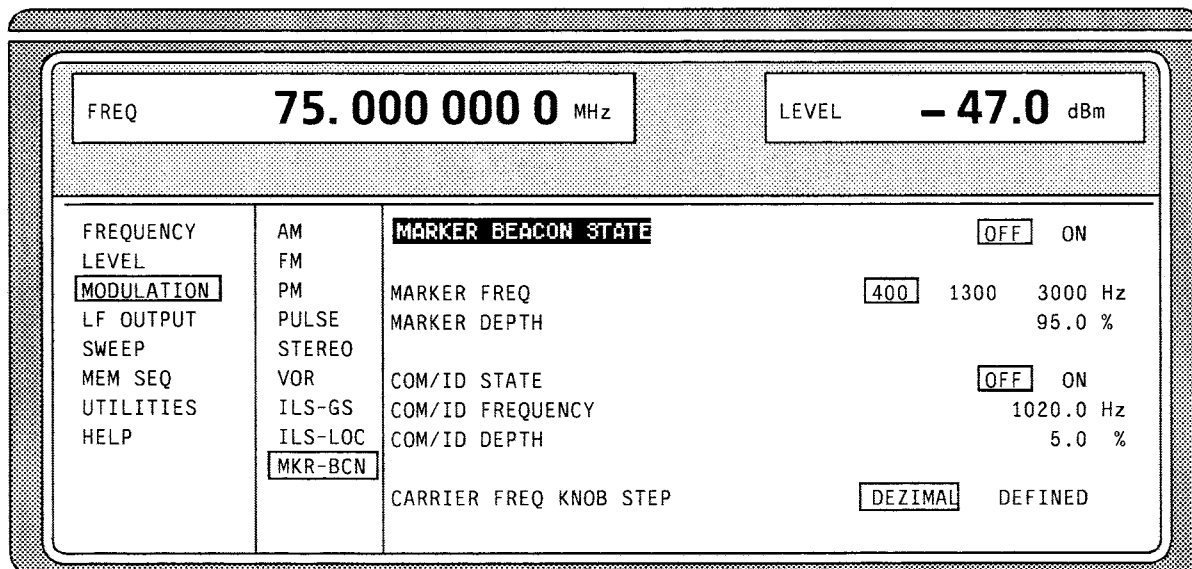 FREQ 75. 000 000 0 MHz
LEVEL – 47.0 dBm
FREQUENCY
LEVEL
MODULATION
LF OUTPUT
SWEEP
MEM SEQ
UTILITIES
HELP
AM
FM
PM
PULSE
STEREO
VOR
ILS-GS
ILS-LOC
MKR-BCN
MARKER BEACON STATE OFF ON
MARKER FREQ 400 1300 3000 Hz
MARKER DEPTH 95.0 %
COM/ID STATE OFF ON
COM/ID FREQUENCY 1020.0 Hz
COM/ID DEPTH 5.0 %
CARRIER FREQ KNOB STEP DEZIMAL DEFINED